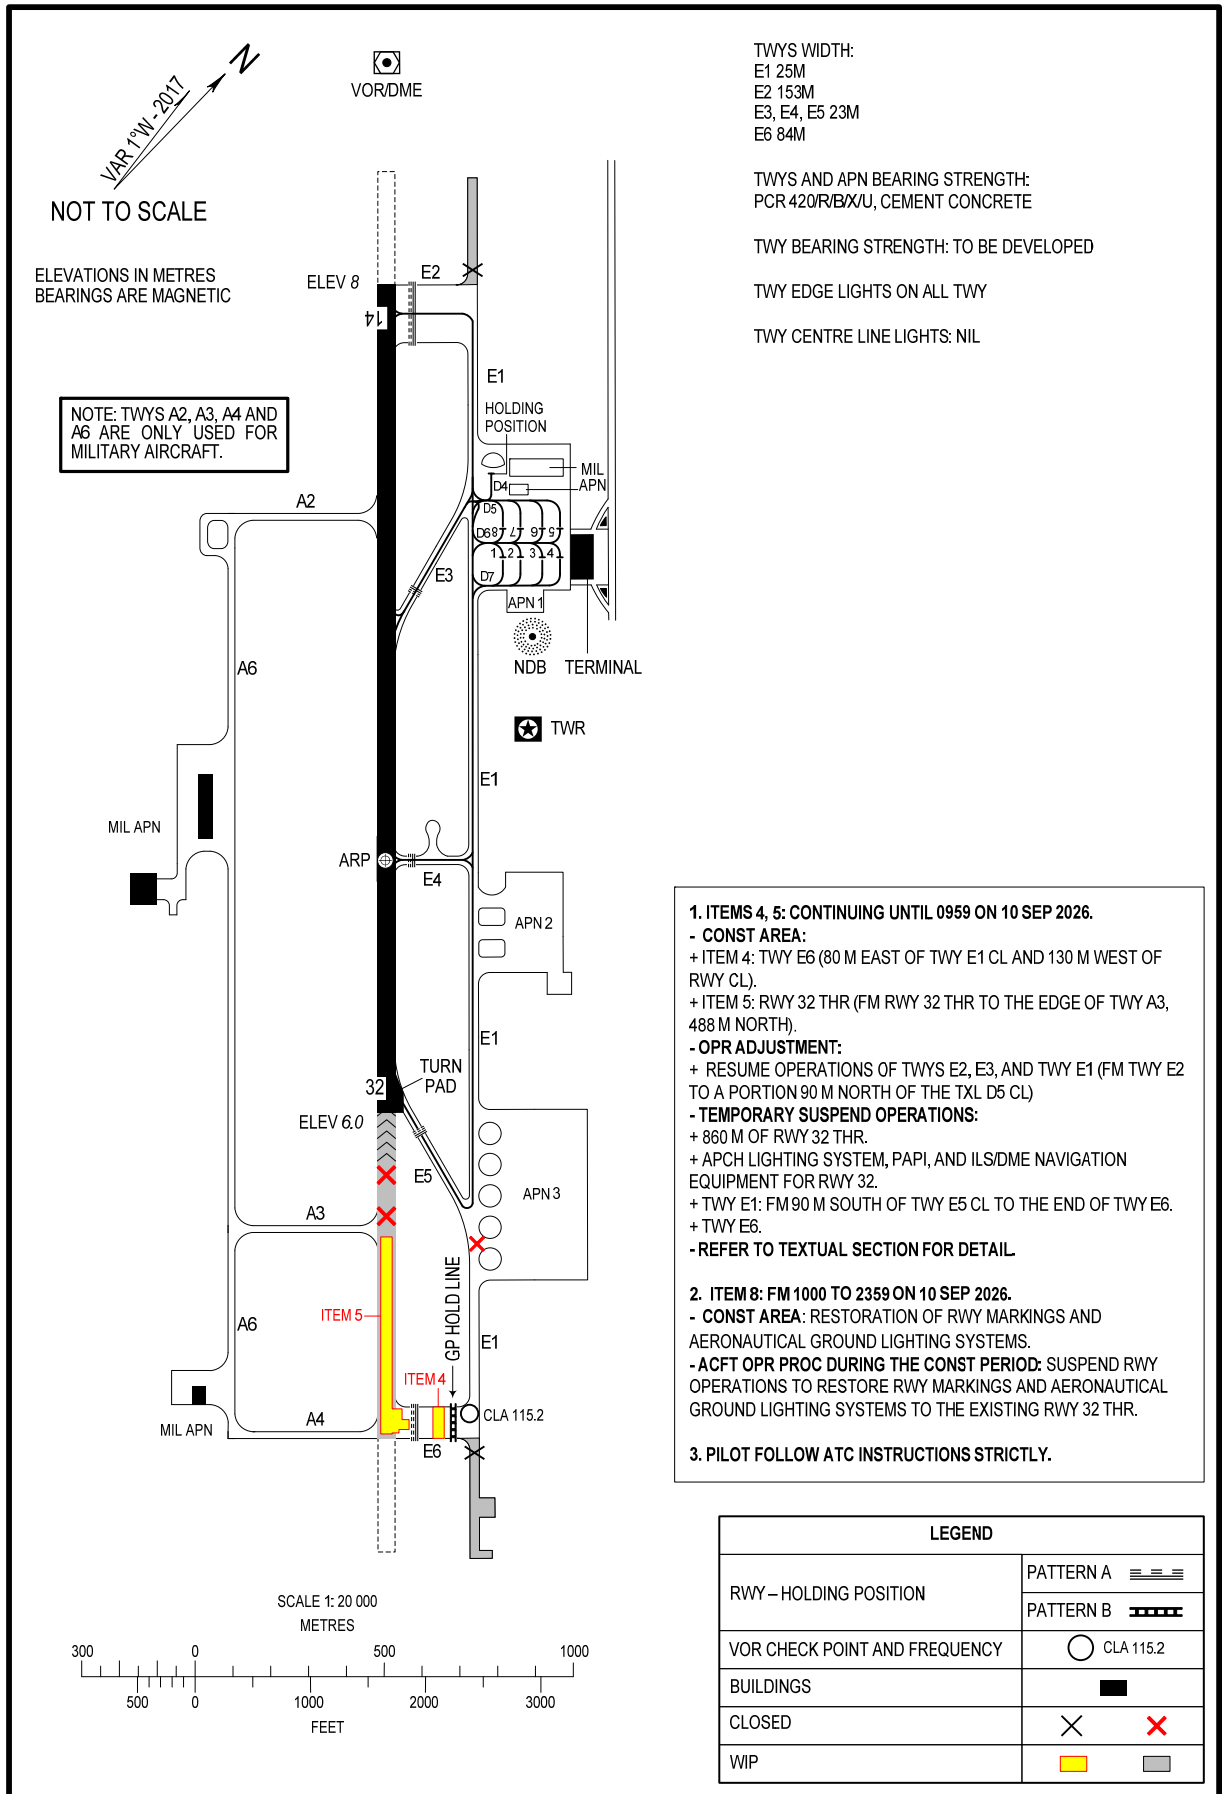 VOR/DME
N
VAR 1°W - 2017
NOT TO SCALE
ELEVATIONS IN METRES
BEARINGS ARE MAGNETIC
NOTE: TWYS A2, A3, A4 AND
A6 ARE ONLY USED FOR
MILITARY AIRCRAFT.
TWYS WIDTH:
E1 25M
E2 153M
E3, E4, E5 23M
E6 84M
TWYS AND APN BEARING STRENGTH:
PCR 420/R/B/X/U, CEMENT CONCRETE
TWY BEARING STRENGTH: TO BE DEVELOPED
TWY EDGE LIGHTS ON ALL TWY
TWY CENTRE LINE LIGHTS: NIL
ELEV 8
E2
14
E1
HOLDING
POSITION
MIL
APN
D4
A2
D5
D6 8 7 6 5
1 2 3 4
D7
E3
APN 1
NDB
TERMINAL
A6
TWR
E1
MIL APN
ARP
E4
APN 2
E1
TURN
PAD
32
ELEV 6.0
E5
APN 3
A3
GP HOLD LINE
ITEM 5
A6
E1
ITEM 4
CLA 115.2
A4
MIL APN
E6
1. ITEMS 4, 5: CONTINUING UNTIL 0959 ON 10 SEP 2026.
- CONST AREA:
+ ITEM 4: TWY E6 (80 M EAST OF TWY E1 CL AND 130 M WEST OF
RWY CL).
+ ITEM 5: RWY 32 THR (FM RWY 32 THR TO THE EDGE OF TWY A3,
488 M NORTH).
- OPR ADJUSTMENT:
+ RESUME OPERATIONS OF TWYS E2, E3, AND TWY E1 (FM TWY E2
TO A PORTION 90 M NORTH OF THE TXL D5 CL)
- TEMPORARY SUSPEND OPERATIONS:
+ 860 M OF RWY 32 THR.
+ APCH LIGHTING SYSTEM, PAPI, AND ILS/DME NAVIGATION
EQUIPMENT FOR RWY 32.
+ TWY E1: FM 90 M SOUTH OF TWY E5 CL TO THE END OF TWY E6.
+ TWY E6.
- REFER TO TEXTUAL SECTION FOR DETAIL.
2. ITEM 8: FM 1000 TO 2359 ON 10 SEP 2026.
- CONST AREA: RESTORATION OF RWY MARKINGS AND
AERONAUTICAL GROUND LIGHTING SYSTEMS.
- ACFT OPR PROC DURING THE CONST PERIOD: SUSPEND RWY
OPERATIONS TO RESTORE RWY MARKINGS AND AERONAUTICAL
GROUND LIGHTING SYSTEMS TO THE EXISTING RWY 32 THR.
3. PILOT FOLLOW ATC INSTRUCTIONS STRICTLY.
LEGEND
RWY – HOLDING POSITION
PATTERN A
PATTERN B
VOR CHECK POINT AND FREQUENCY
CLA 115.2
BUILDINGS
CLOSED
WIP
SCALE 1: 20 000
METRES
300 0 500 1000
500 0 1000 2000 3000
FEET